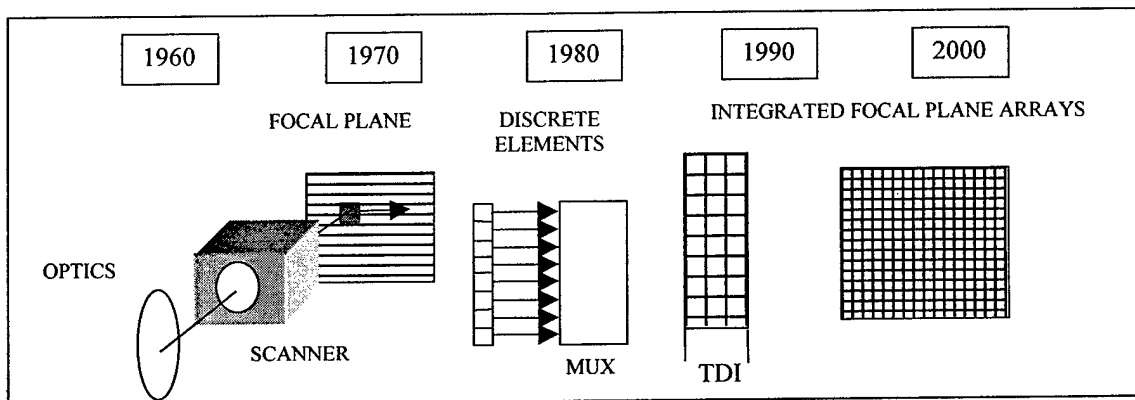 1960
1970
1980
1990
2000
FOCAL PLANE
DISCRETE
ELEMENTS
INTEGRATED FOCAL PLANE ARRAYS
OPTICS
SCANNER
MUX
TDI